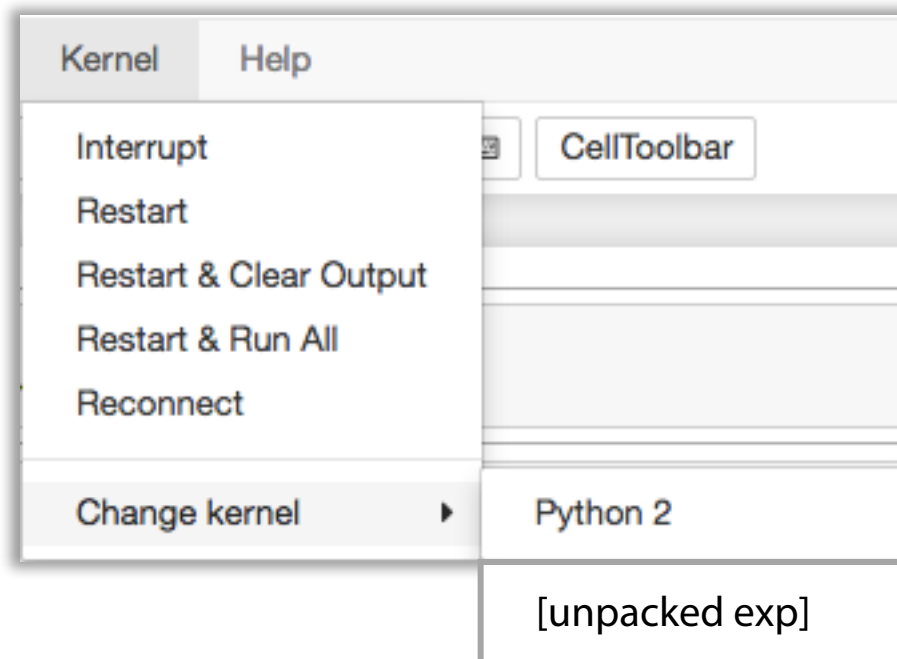 Kernel Help
Interrupt
CellToolbar
Restart
Restart & Clear Output
Restart & Run All
Reconnect
Change kernel
Python 2
[unpacked exp]